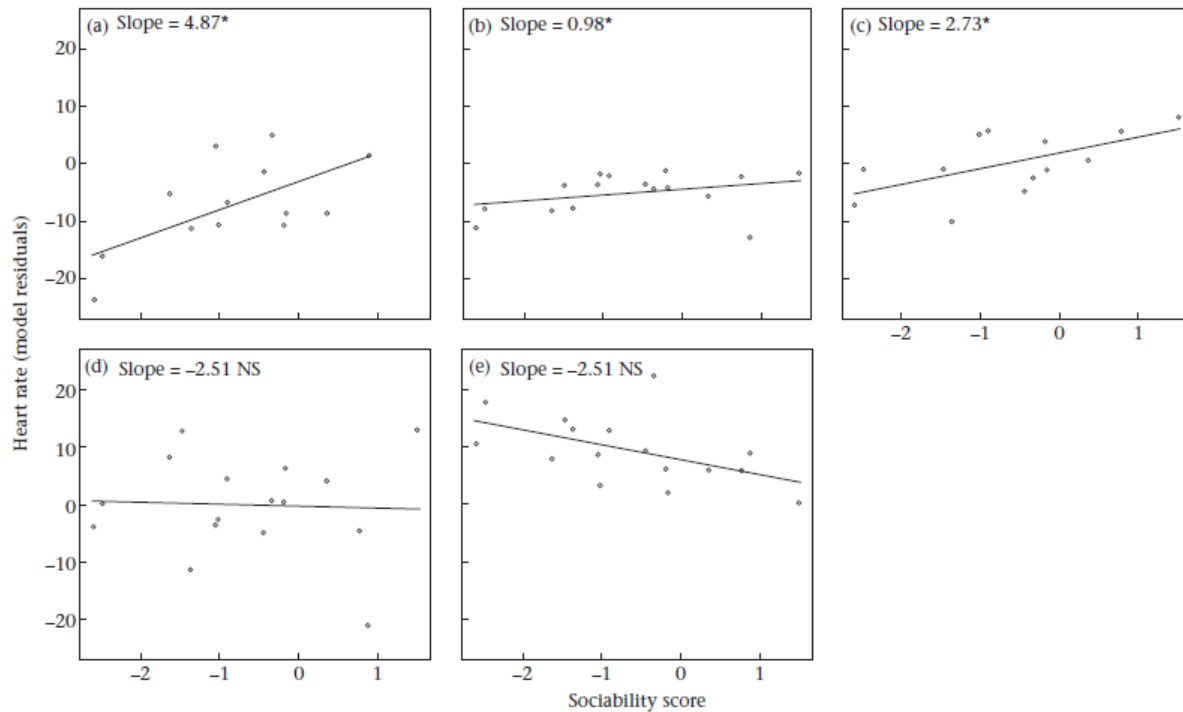 (a) Slope = 4.87*
(b) Slope = 0.98*
(c) Slope = 2.73*
20
10
0
−10
−20
−2 −1 0 1
(d) Slope = −2.51 NS
(e) Slope = −2.51 NS
20
10
0
−10
−20
−2 −1 0 1
−2 −1 0 1
Heart rate (model residuals)
Sociability score